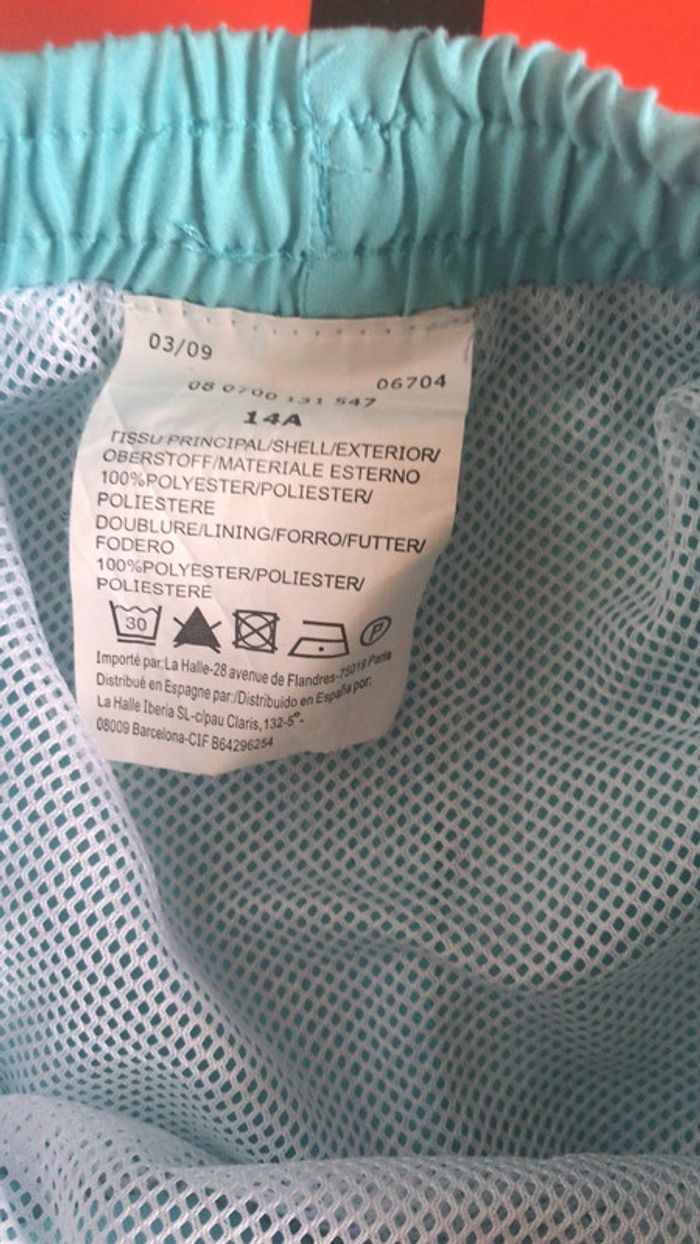 03/09
06704
08 0700 131 547
14A
TISSU PRINCIPAL/SHELL/EXTERIOR/
OBERSTOFF/MATERIALE ESTERNO
100%POLYESTER/POLIESTER/
POLIESTERE
DOUBLURE/LINING/FORRO/FUTTER/
FODERO
100%POLYESTER/POLIESTER/
POLIESTERE
30
P
Importé par:La Halle-28 avenue de Flandres-75019 Paris
Distribué en Espagne par:/Distribuido en España por:
La Halle Iberia SL-c/pau Claris,132-5º-
08009 Barcelona-CIF B64296254